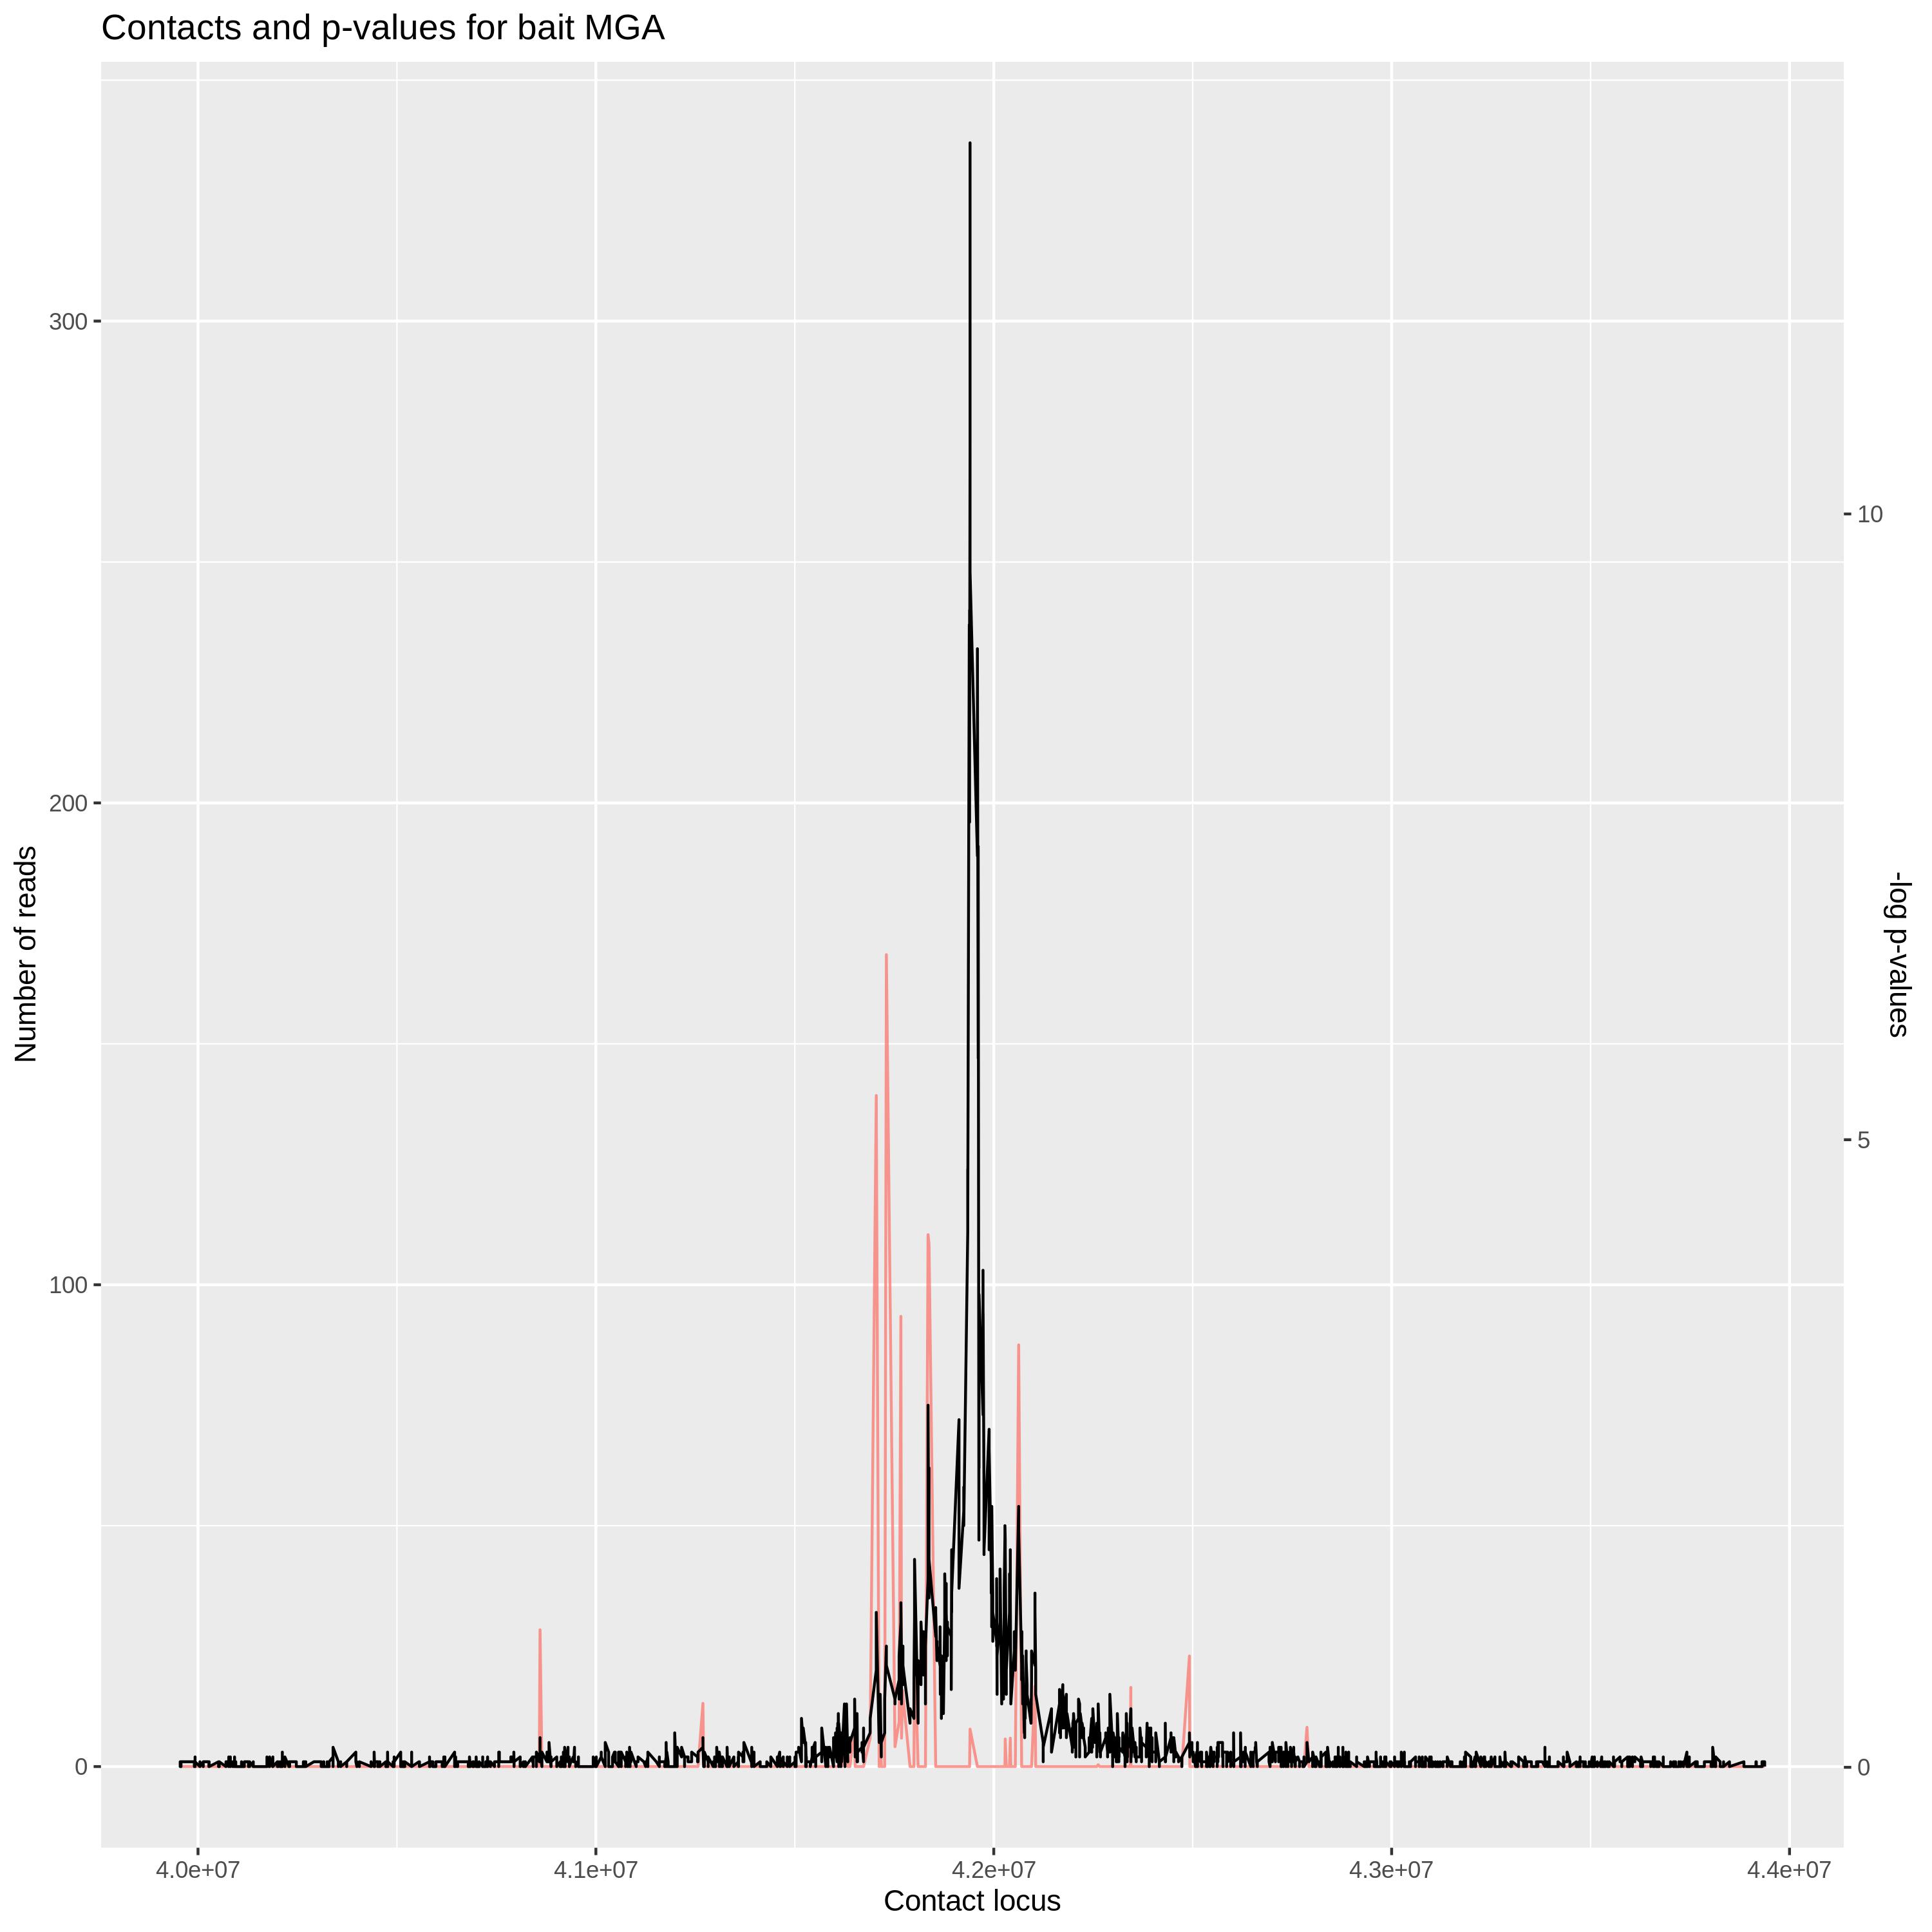 Contacts and p-values for bait MGA
300
200
100
0
Number of reads
10
5
0
-log p-values
4.0e+07
4.1e+07
4.2e+07
4.3e+07
4.4e+07
Contact locus